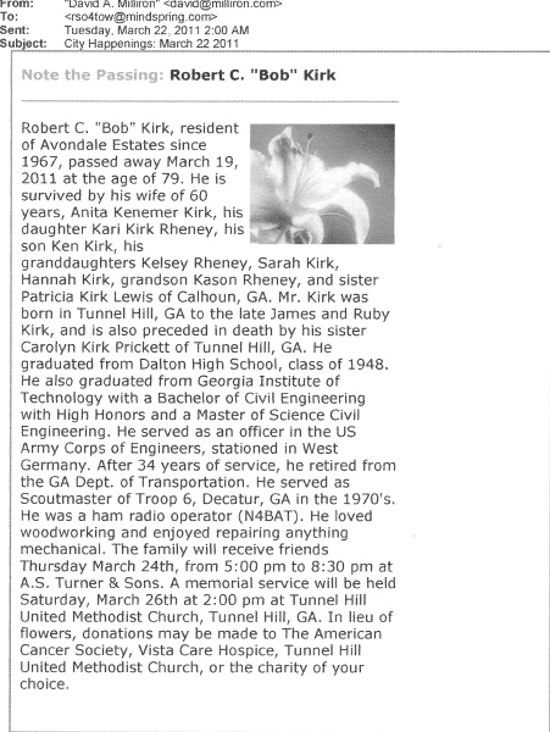 From: "David A. Milliron" <david@milliron.com>
To: <rso4tow@mindspring.com>
Sent: Tuesday, March 22, 2011 2:00 AM
Subject: City Happenings: March 22 2011
Note the Passing: Robert C. "Bob" Kirk
Robert C. "Bob" Kirk, resident
of Avondale Estates since
1967, passed away March 19,
2011 at the age of 79. He is
survived by his wife of 60
years, Anita Kenemer Kirk, his
daughter Kari Kirk Rheney, his
son Ken Kirk, his
granddaughters Kelsey Rheney, Sarah Kirk,
Hannah Kirk, grandson Kason Rheney, and sister
Patricia Kirk Lewis of Calhoun, GA. Mr. Kirk was
born in Tunnel Hill, GA to the late James and Ruby
Kirk, and is also preceded in death by his sister
Carolyn Kirk Prickett of Tunnel Hill, GA. He
graduated from Dalton High School, class of 1948.
He also graduated from Georgia Institute of
Technology with a Bachelor of Civil Engineering
with High Honors and a Master of Science Civil
Engineering. He served as an officer in the US
Army Corps of Engineers, stationed in West
Germany. After 34 years of service, he retired from
the GA Dept. of Transportation. He served as
Scoutmaster of Troop 6, Decatur, GA in the 1970's.
He was a ham radio operator (N4BAT). He loved
woodworking and enjoyed repairing anything
mechanical. The family will receive friends
Thursday March 24th, from 5:00 pm to 8:30 pm at
A.S. Turner & Sons. A memorial service will be held
Saturday, March 26th at 2:00 pm at Tunnel Hill
United Methodist Church, Tunnel Hill, GA. In lieu of
flowers, donations may be made to The American
Cancer Society, Vista Care Hospice, Tunnel Hill
United Methodist Church, or the charity of your
choice.